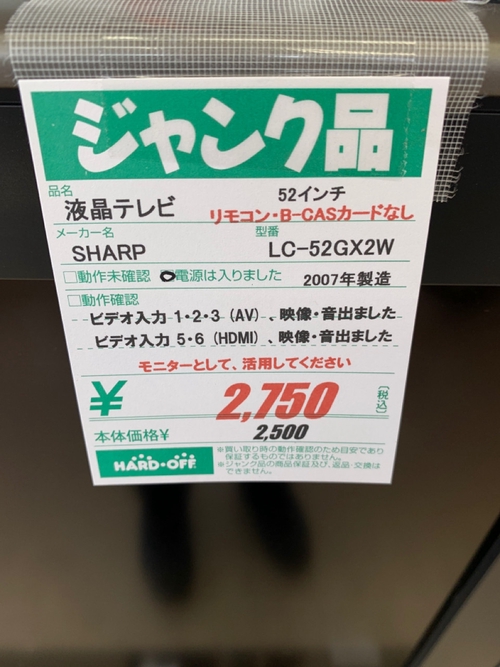 ジャンク品
品名
液晶テレビ
52インチ
リモコン・B-CASカードなし
メーカー名
型番
SHARP
LC-52GX2W
□動作未確認 □電源は入りました 2007年製造
□動作確認
ビデオ入力 1・2・3 (AV)、映像・音出ました
ビデオ入力 5・6 (HDMI)、映像・音出ました
モニターとして、活用してください
¥ 2,750 〔税込〕
本体価格¥ 2,500
HARD・OFF
※買い取り時の動作確認のため目安であり
保証するものではありません。
※ジャンク品の商品保証及び、返品・交換は
できません。